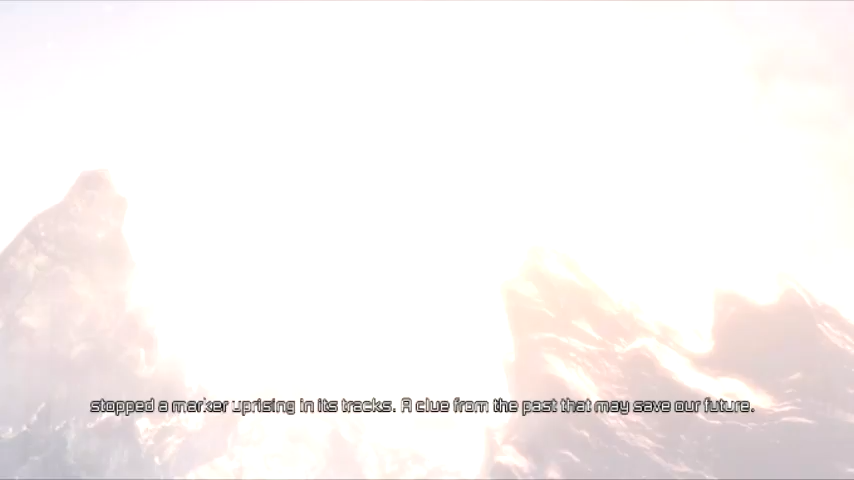 stopped a marker uprising in its tracks. A clue from the past that may save our future.